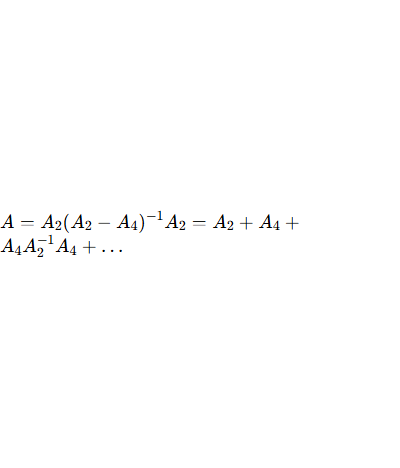 A = A₂(A₂ − A₄)⁻¹A₂ = A₂ + A₄ +
A₄A₂⁻¹A₄ + …